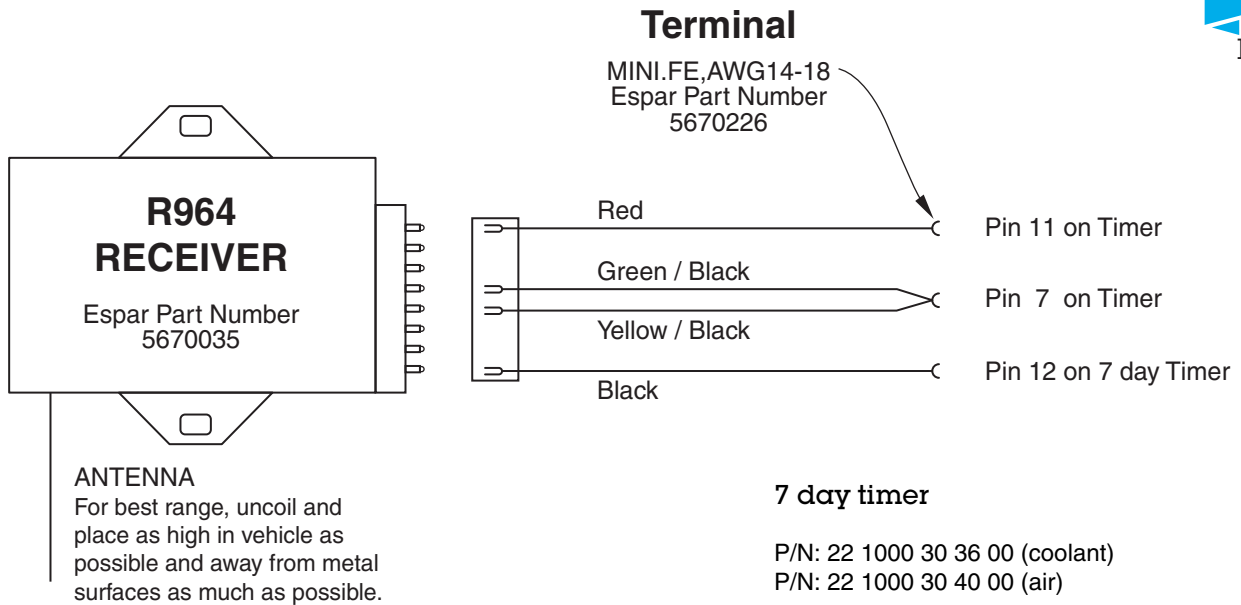 Terminal
MINI.FE,AWG14-18
Espar Part Number
5670226
R964
RECEIVER
Espar Part Number
5670035
Red
Pin 11 on Timer
Green / Black
Pin 7 on Timer
Yellow / Black
Black
Pin 12 on 7 day Timer
ANTENNA
For best range, uncoil and
place as high in vehicle as
possible and away from metal
surfaces as much as possible.
7 day timer
P/N: 22 1000 30 36 00 (coolant)
P/N: 22 1000 30 40 00 (air)